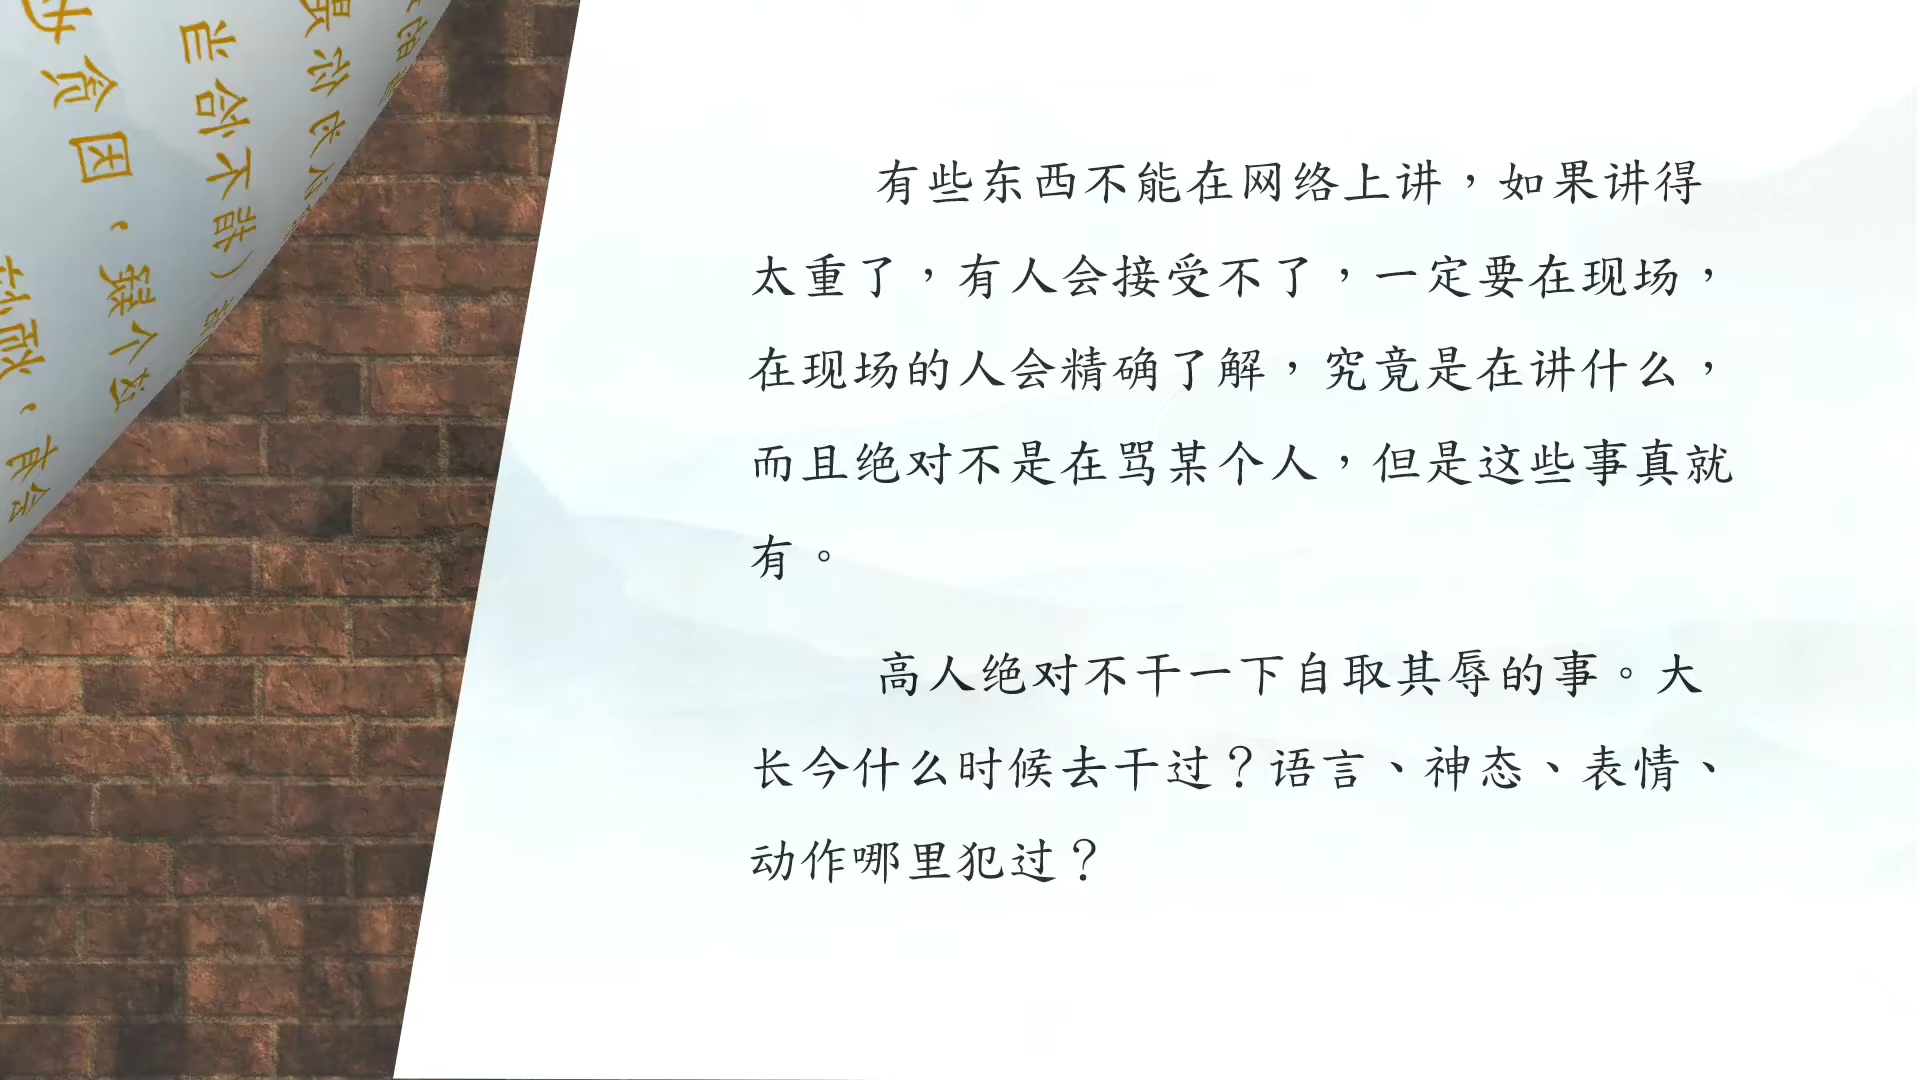 有些东西不能在网络上讲，如果讲得
太重了，有人会接受不了，一定要在现场，
在现场的人会精确了解，究竟是在讲什么，
而且绝对不是在骂某个人，但是这些事真就
有。
高人绝对不干一下自取其辱的事。大
长今什么时候去干过？语言、神态、表情、
动作哪里犯过？